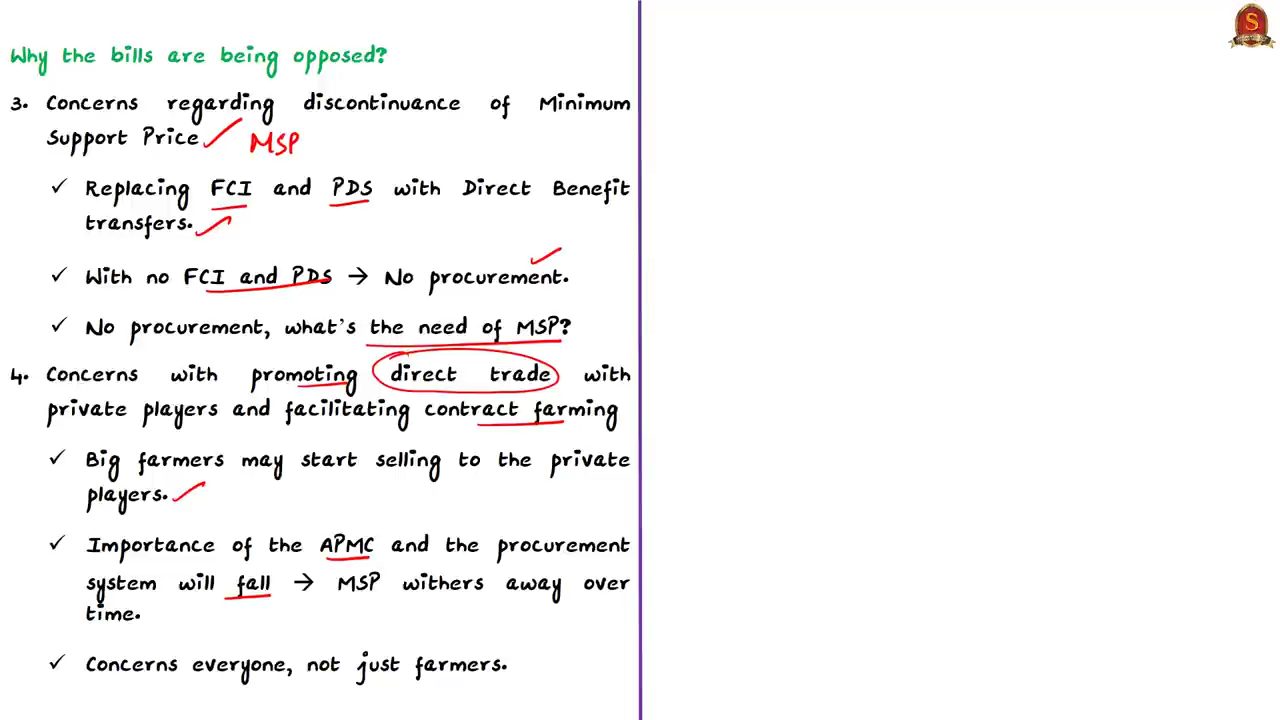 Why the bills are being opposed?
3. Concerns regarding discontinuance of Minimum
Support Price MSP
✓ Replacing FCI and PDS with Direct Benefit
transfers.
✓ With no FCI and PDS → No procurement.
✓ No procurement, what's the need of MSP?
4. Concerns with promoting direct trade with
private players and facilitating contract farming
✓ Big farmers may start selling to the private
players.
✓ Importance of the APMC and the procurement
system will fall → MSP withers away over
time.
✓ Concerns everyone, not just farmers.
S